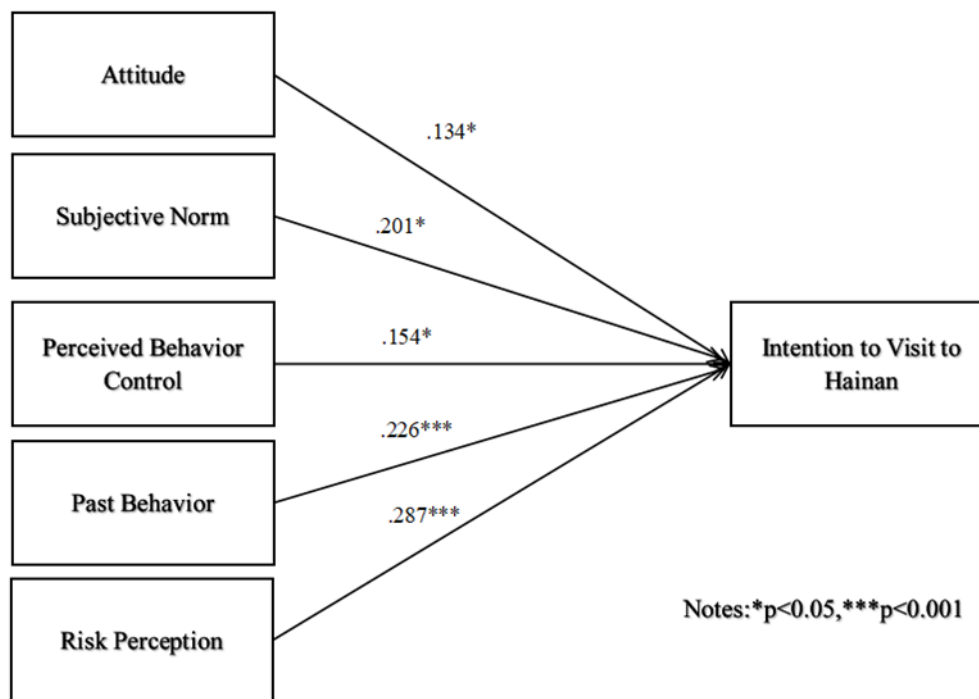 Attitude
.134*
Subjective Norm
.201*
Perceived Behavior
Control
.154*
Intention to Visit to
Hainan
.226***
Past Behavior
.287***
Risk Perception
Notes:*p<0.05,***p<0.001